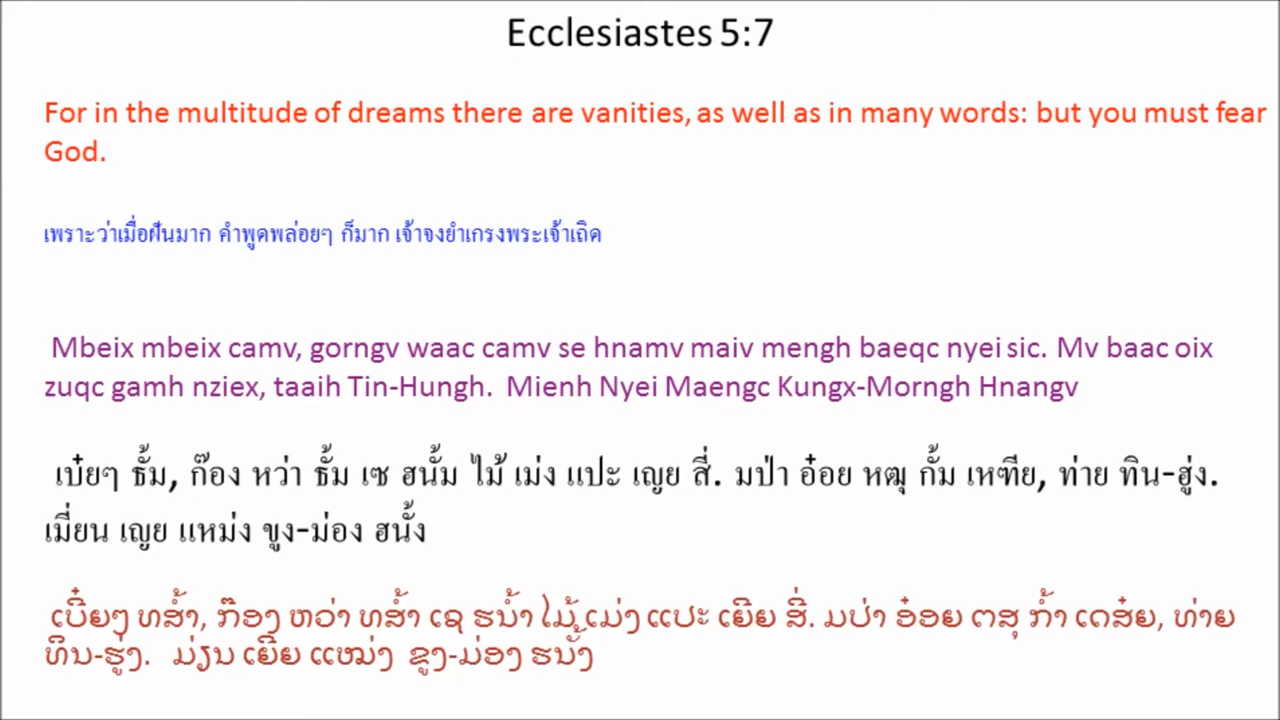 Ecclesiastes 5:7
For in the multitude of dreams there are vanities, as well as in many words: but you must fear
God.
เพราะว่าเมื่อฝันมาก คำพูดพล่อยๆ ก็มาก เจ้าจงยำเกรงพระเจ้าเถิด
Mbeix mbeix camv, gorngv waac camv se hnamv maiv mengh baeqc nyei sic. Mv baac oix
zuqc gamh nziex, taaih Tin-Hungh. Mienh Nyei Maengc Kungx-Morngh Hnangv
เบ๋ยๆ ธั้ม, ก๊อง หว่า ธั้ม เซ ฮนั้ม ไม้ เม่ง แปะ เญย สี่. มป่า อ๋อย หฒุ กั้ม เหฑีย, ท่าย ทิน-ฮู่ง.
เมี่ยน เญย แหม่ง ขูง-ม่อง ฮนั้ง
ເບີ໋ຍໆ ທສ້ຳ, ກ໊ອງ ຫວ່າ ທສ້ຳ ເຊ ຮນ້ຳ ໄມ້ ເມ່ງ ແປະ ເຍີຍ ສີ່. ມປ່າ ອ໋ອຍ ຕສຸ ກ້ຳ ເດສ໋ຍ, ທ່າຍ
ທິນ-ຮູ່ງ. ມ່ຽນ ເຍີຍ ແໝ່ງ ຂູງ-ມ່ອງ ຮນັ້ງ